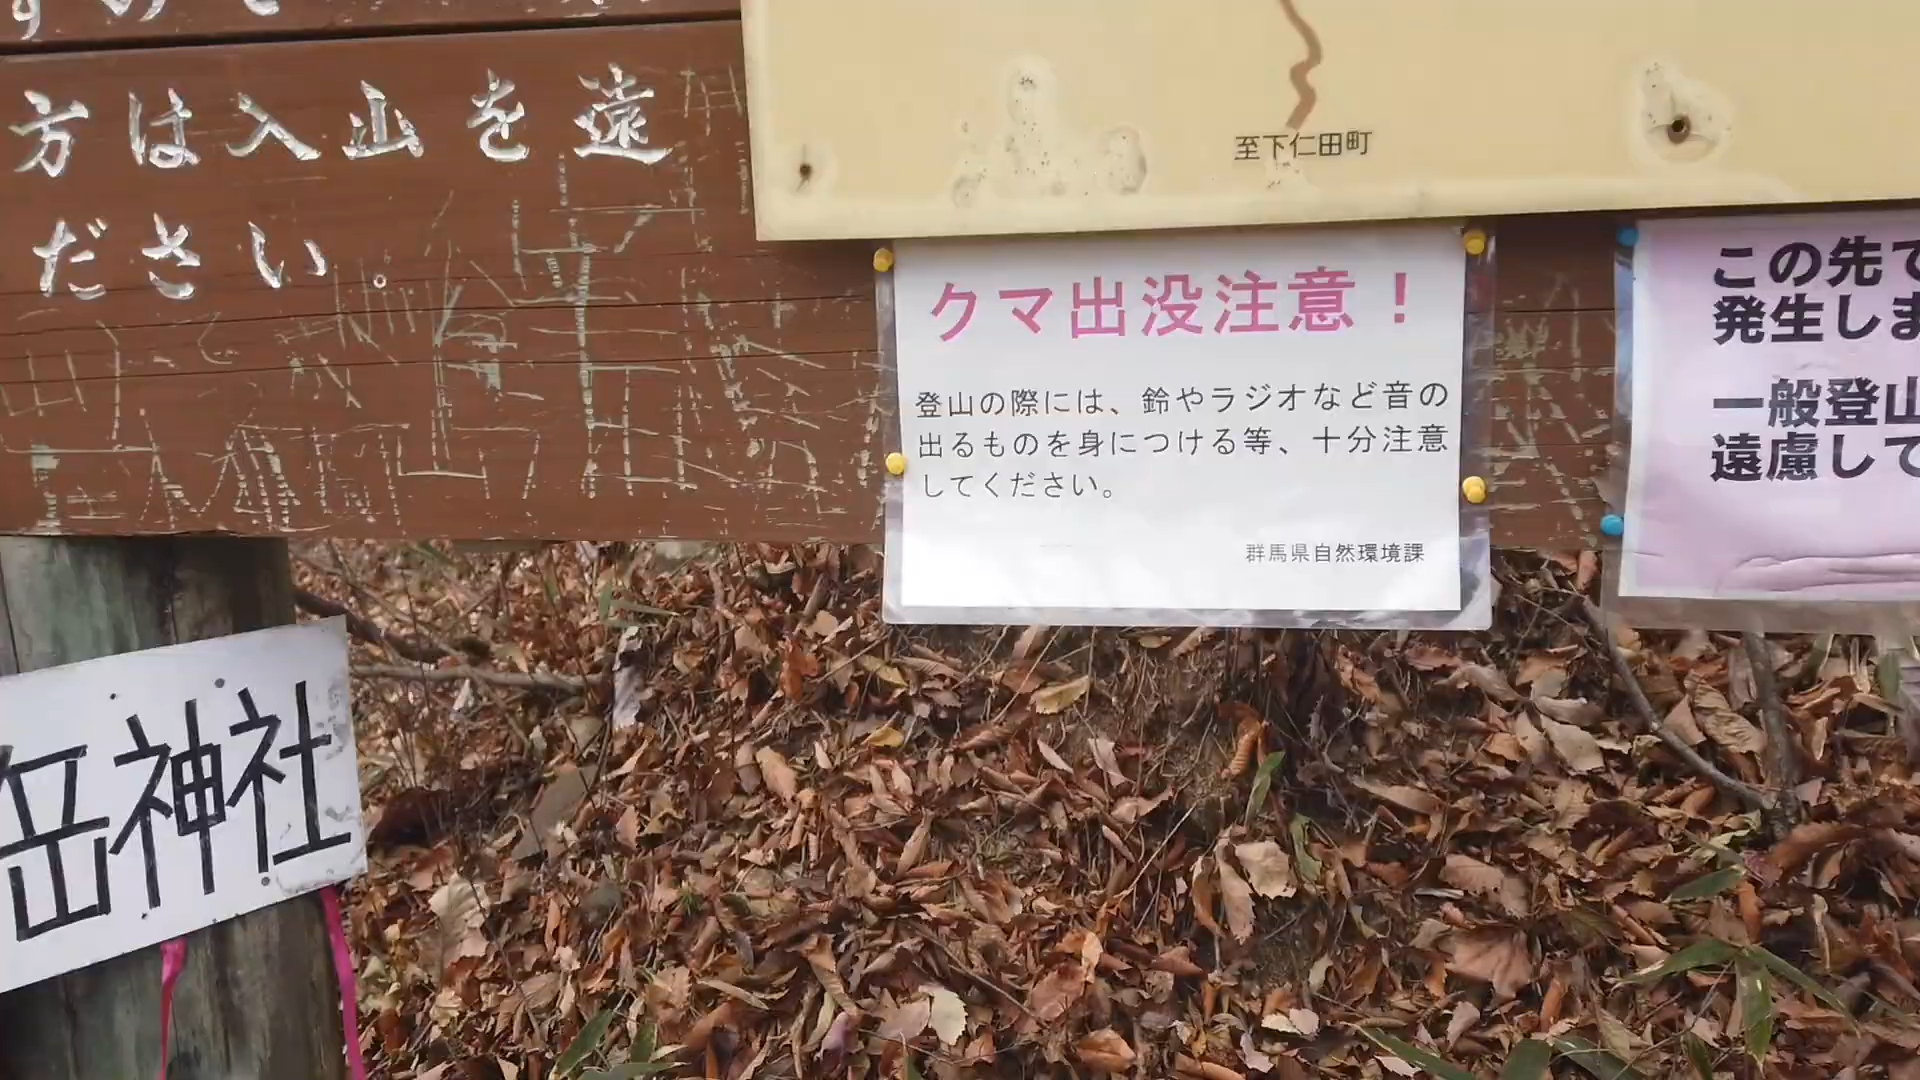 方は入山を遠
ださい。
至下仁田町
クマ出没注意！
登山の際には、鈴やラジオなど音の
出るものを身につける等、十分注意
してください。
群馬県自然環境課
この先で
発生しま
一般登山
遠慮して
岳神社